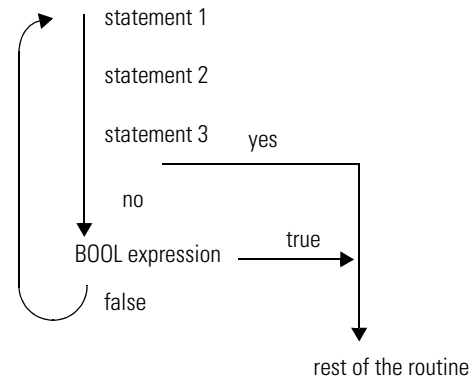 statement 1
statement 2
statement 3
yes
no
BOOL expression
true
false
rest of the routine